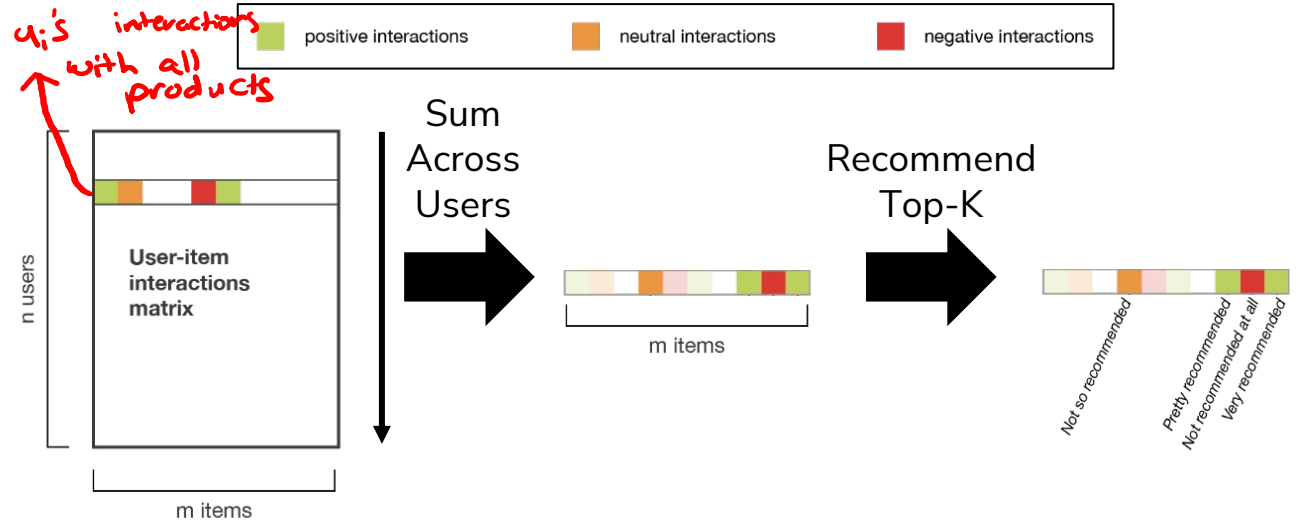 ui's interactions
with all
products
positive interactions
neutral interactions
negative interactions
Sum
Across
Users
Recommend
Top-K
n users
User-item
interactions
matrix
m items
m items
Not so recommended
Pretty recommended
Not recommended at all
Very recommended